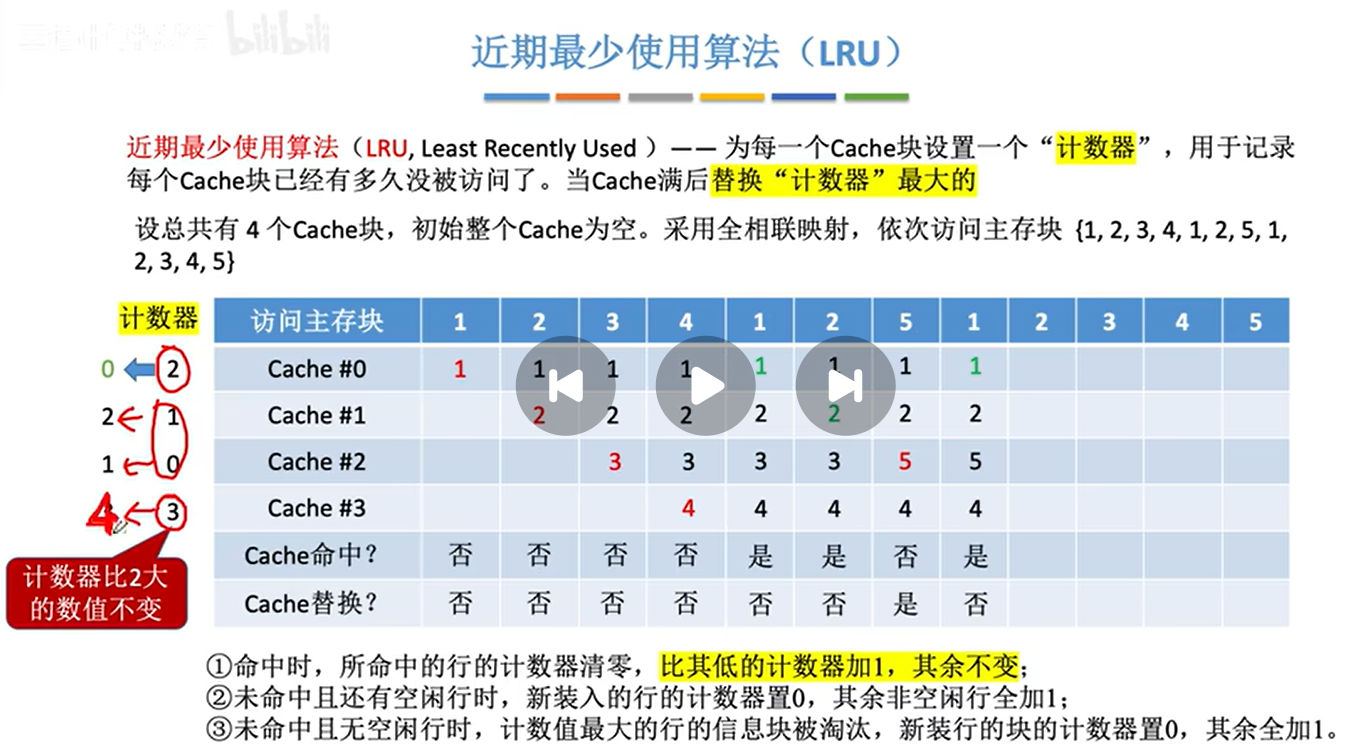 bilibili
近期最少使用算法（LRU）
近期最少使用算法（LRU, Least Recently Used ）—— 为每一个Cache块设置一个“计数器”，用于记录
每个Cache块已经有多久没被访问了。当Cache满后替换“计数器”最大的
设总共有 4 个Cache块，初始整个Cache为空。采用全相联映射，依次访问主存块 {1, 2, 3, 4, 1, 2, 5, 1,
2, 3, 4, 5}
计数器 访问主存块 1 2 3 4 1 2 5 1 2 3 4 5
0 2 Cache #0 1 1 1 1 1 1 1 1
2 1 Cache #1 2 2 2 2 2 2 2
1 0 Cache #2 3 3 3 3 5 5
4 3 Cache #3 4 4 4 4 4
Cache命中？ 否 否 否 否 是 是 否 是
计数器比2大
的数值不变
Cache替换？ 否 否 否 否 否 否 是 否
①命中时，所命中的行的计数器清零，比其低的计数器加1，其余不变；
②未命中且还有空闲行时，新装入的行的计数器置0，其余非空闲行全加1；
③未命中且无空闲行时，计数值最大的行的信息块被淘汰，新装行的块的计数器置0，其余全加1。